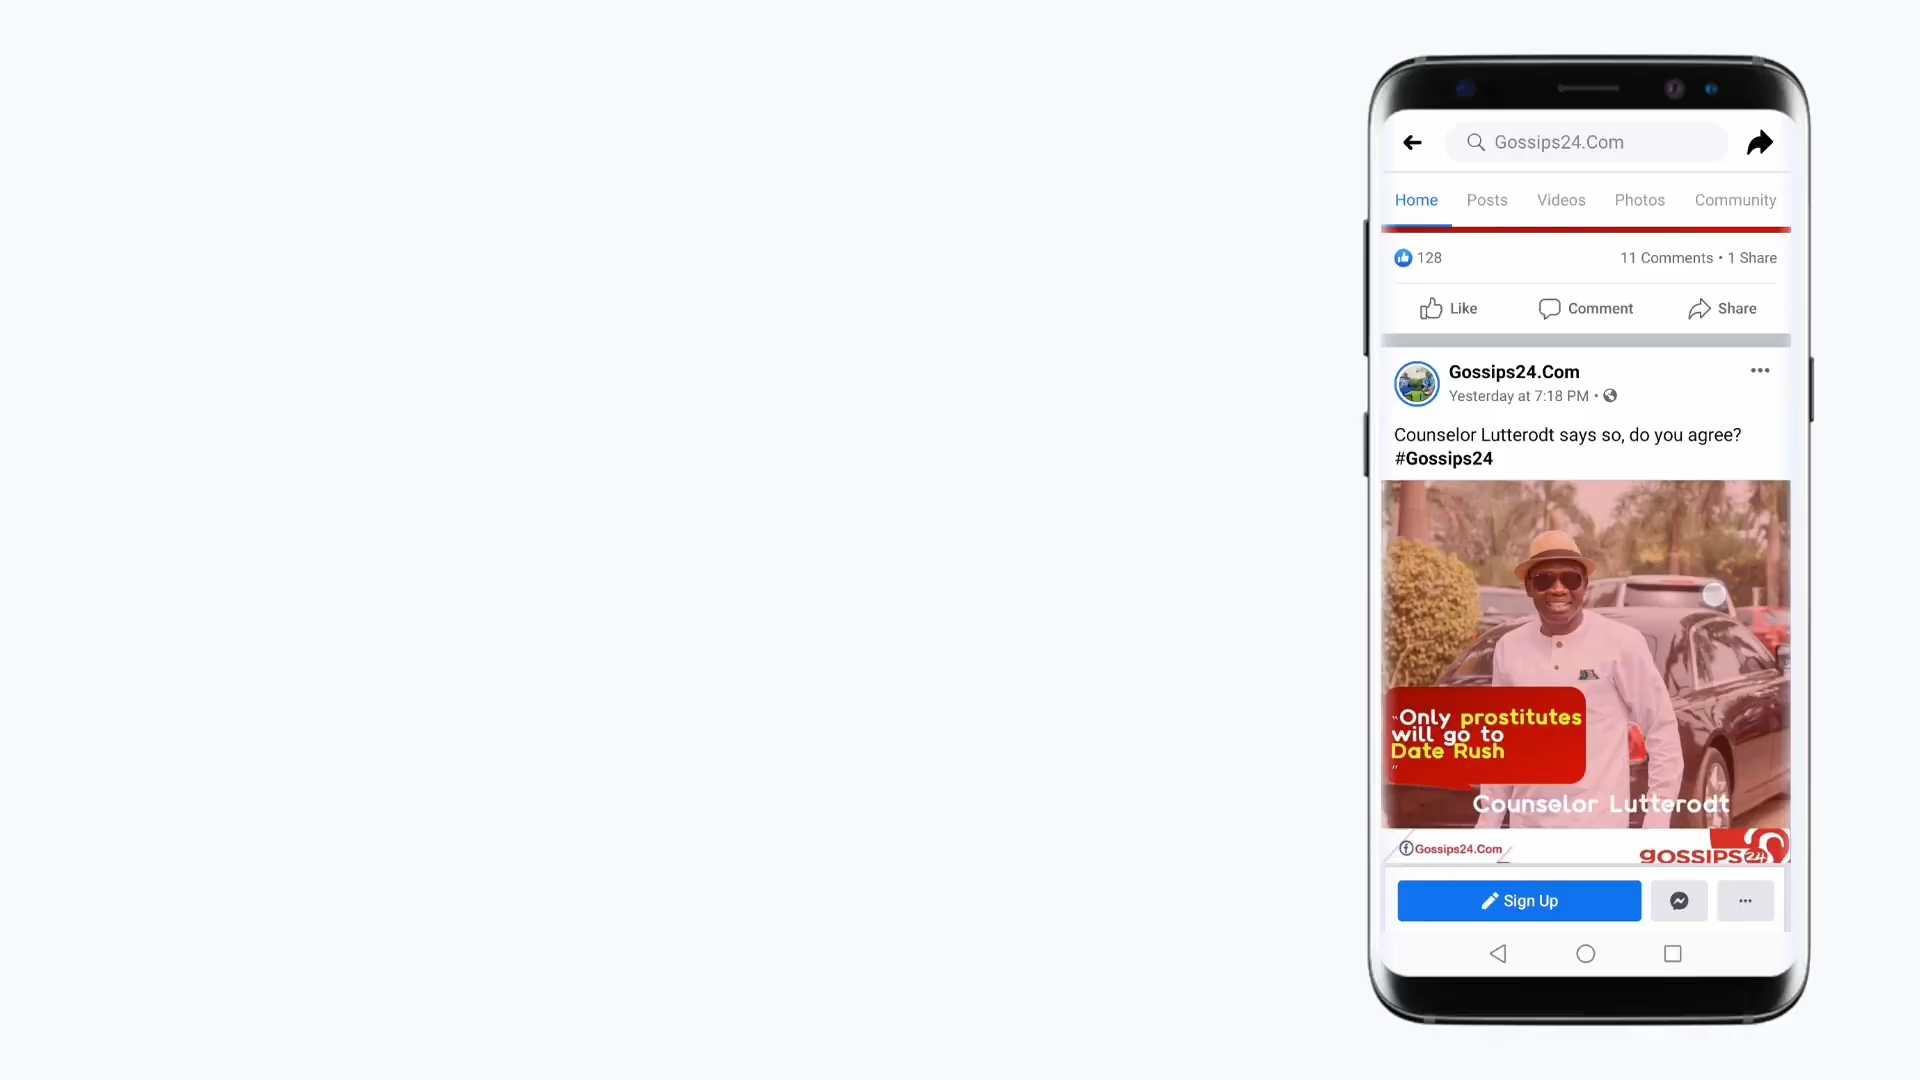 Gossips24.Com
Home Posts Videos Photos Community
128 11 Comments • 1 Share
Like Comment Share
Gossips24.Com
Yesterday at 7:18 PM •
Counselor Lutterodt says so, do you agree?
#Gossips24
"Only prostitutes
will go to
Date Rush
"
Counselor Lutterodt
Gossips24.Com
gossips24
Sign Up